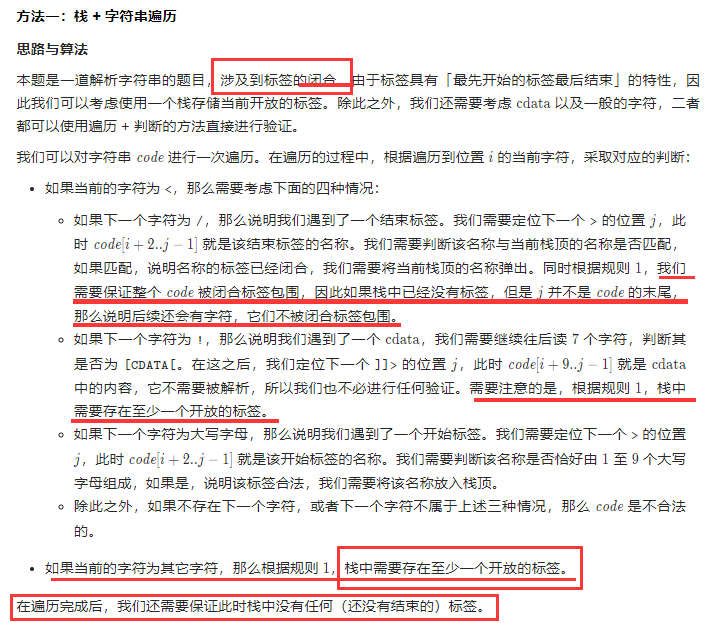 方法一：栈 + 字符串遍历
思路与算法
本题是一道解析字符串的题目，涉及到标签的闭合。由于标签具有「最先开始的标签最后结束」的特性，因
此我们可以考虑使用一个栈存储当前开放的标签。除此之外，我们还需要考虑 cdata 以及一般的字符，二者
都可以使用遍历 + 判断的方法直接进行验证。
我们可以对字符串 code 进行一次遍历。在遍历的过程中，根据遍历到位置 i 的当前字符，采取对应的判断：
• 如果当前的字符为 <，那么需要考虑下面的四种情况：
○ 如果下一个字符为 /，那么说明我们遇到了一个结束标签。我们需要定位下一个 > 的位置 j，此
时 code[i + 2..j − 1] 就是该结束标签的名称。我们需要判断该名称与当前栈顶的名称是否匹配，
如果匹配，说明名称的标签已经闭合，我们需要将当前栈顶的名称弹出。同时根据规则 1，我们
需要保证整个 code 被闭合标签包围，因此如果栈中已经没有标签，但是 j 并不是 code 的末尾，
那么说明后续还会有字符，它们不被闭合标签包围。
○ 如果下一个字符为 !，那么说明我们遇到了一个 cdata，我们需要继续往后读 7 个字符，判断其
是否为 [CDATA[。在这之后，我们定位下一个 ]]> 的位置 j，此时 code[i + 9..j − 1] 就是 cdata
中的内容，它不需要被解析，所以我们也不必进行任何验证。需要注意的是，根据规则 1，栈中
需要存在至少一个开放的标签。
○ 如果下一个字符为大写字母，那么说明我们遇到了一个开始标签。我们需要定位下一个 > 的位置
j，此时 code[i + 2..j − 1] 就是该开始标签的名称。我们需要判断该名称是否恰好由 1 至 9 个大写
字母组成，如果是，说明该标签合法，我们需要将该名称放入栈顶。
○ 除此之外，如果不存在下一个字符，或者下一个字符不属于上述三种情况，那么 code 是不合法
的。
• 如果当前的字符为其它字符，那么根据规则 1，栈中需要存在至少一个开放的标签。
在遍历完成后，我们还需要保证此时栈中没有任何（还没有结束的）标签。